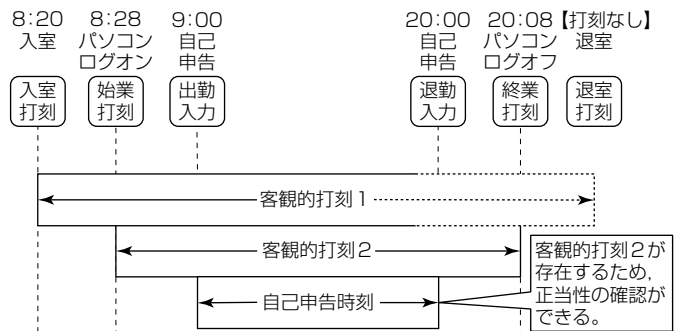 8:20 8:28 9:00 20:00 20:08【打刻なし】
入室 パソコン 自己 自己 パソコン 退室
ログオン 申告 申告 ログオフ
入室 始業 出勤 退勤 終業 退室
打刻 打刻 入力 入力 打刻 打刻
客観的打刻1
客観的打刻2
自己申告時刻
客観的打刻2が
存在するため,
正当性の確認が
できる。